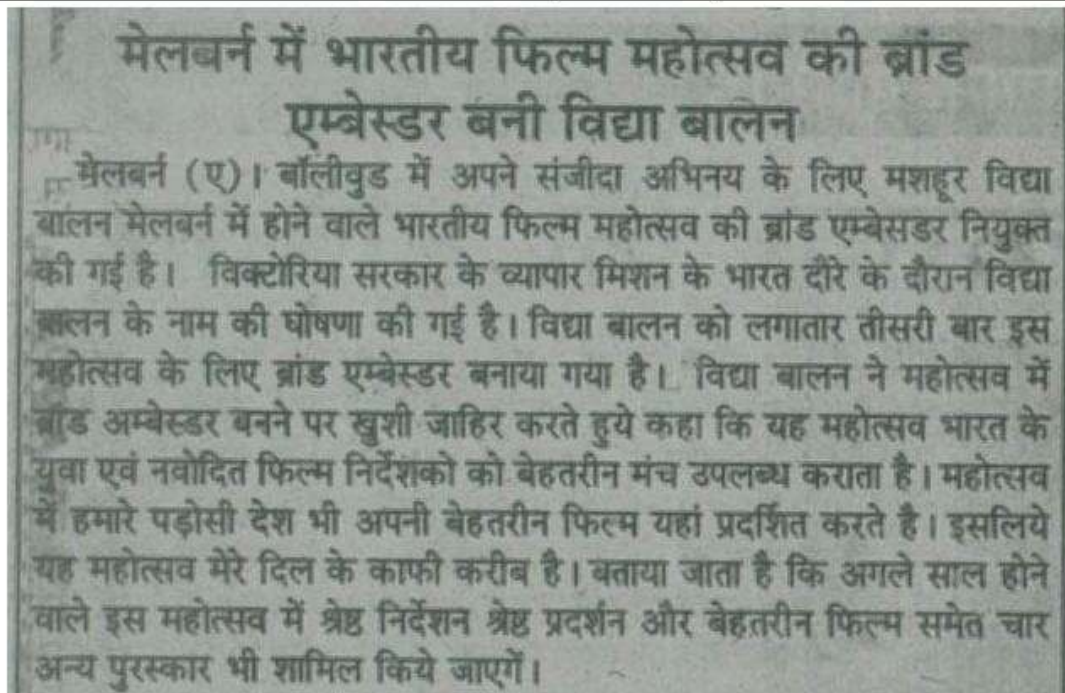 मेलबर्न में भारतीय फिल्म महोत्सव की ब्रांड
एम्बेस्डर बनी विद्या बालन
मेलबर्न (ए)। बॉलीवुड में अपने संजीदा अभिनय के लिए मशहूर विद्या
बालन मेलबर्न में होने वाले भारतीय फिल्म महोत्सव की ब्रांड एम्बेसडर नियुक्त
की गई है। विक्टोरिया सरकार के व्यापार मिशन के भारत दौरे के दौरान विद्या
बालन के नाम की घोषणा की गई है। विद्या बालन को लगातार तीसरी बार इस
महोत्सव के लिए ब्रांड एम्बेस्डर बनाया गया है। विद्या बालन ने महोत्सव में
ब्रांड अम्बेस्डर बनने पर खुशी जाहिर करते हुये कहा कि यह महोत्सव भारत के
युवा एवं नवोदित फिल्म निर्देशको को बेहतरीन मंच उपलब्ध कराता है। महोत्सव
में हमारे पड़ोसी देश भी अपनी बेहतरीन फिल्म यहां प्रदर्शित करते है। इसलिये
यह महोत्सव मेरे दिल के काफी करीब है। बताया जाता है कि अगले साल होने
वाले इस महोत्सव में श्रेष्ठ निर्देशन श्रेष्ठ प्रदर्शन और बेहतरीन फिल्म समेत चार
अन्य पुरस्कार भी शामिल किये जाएगें।